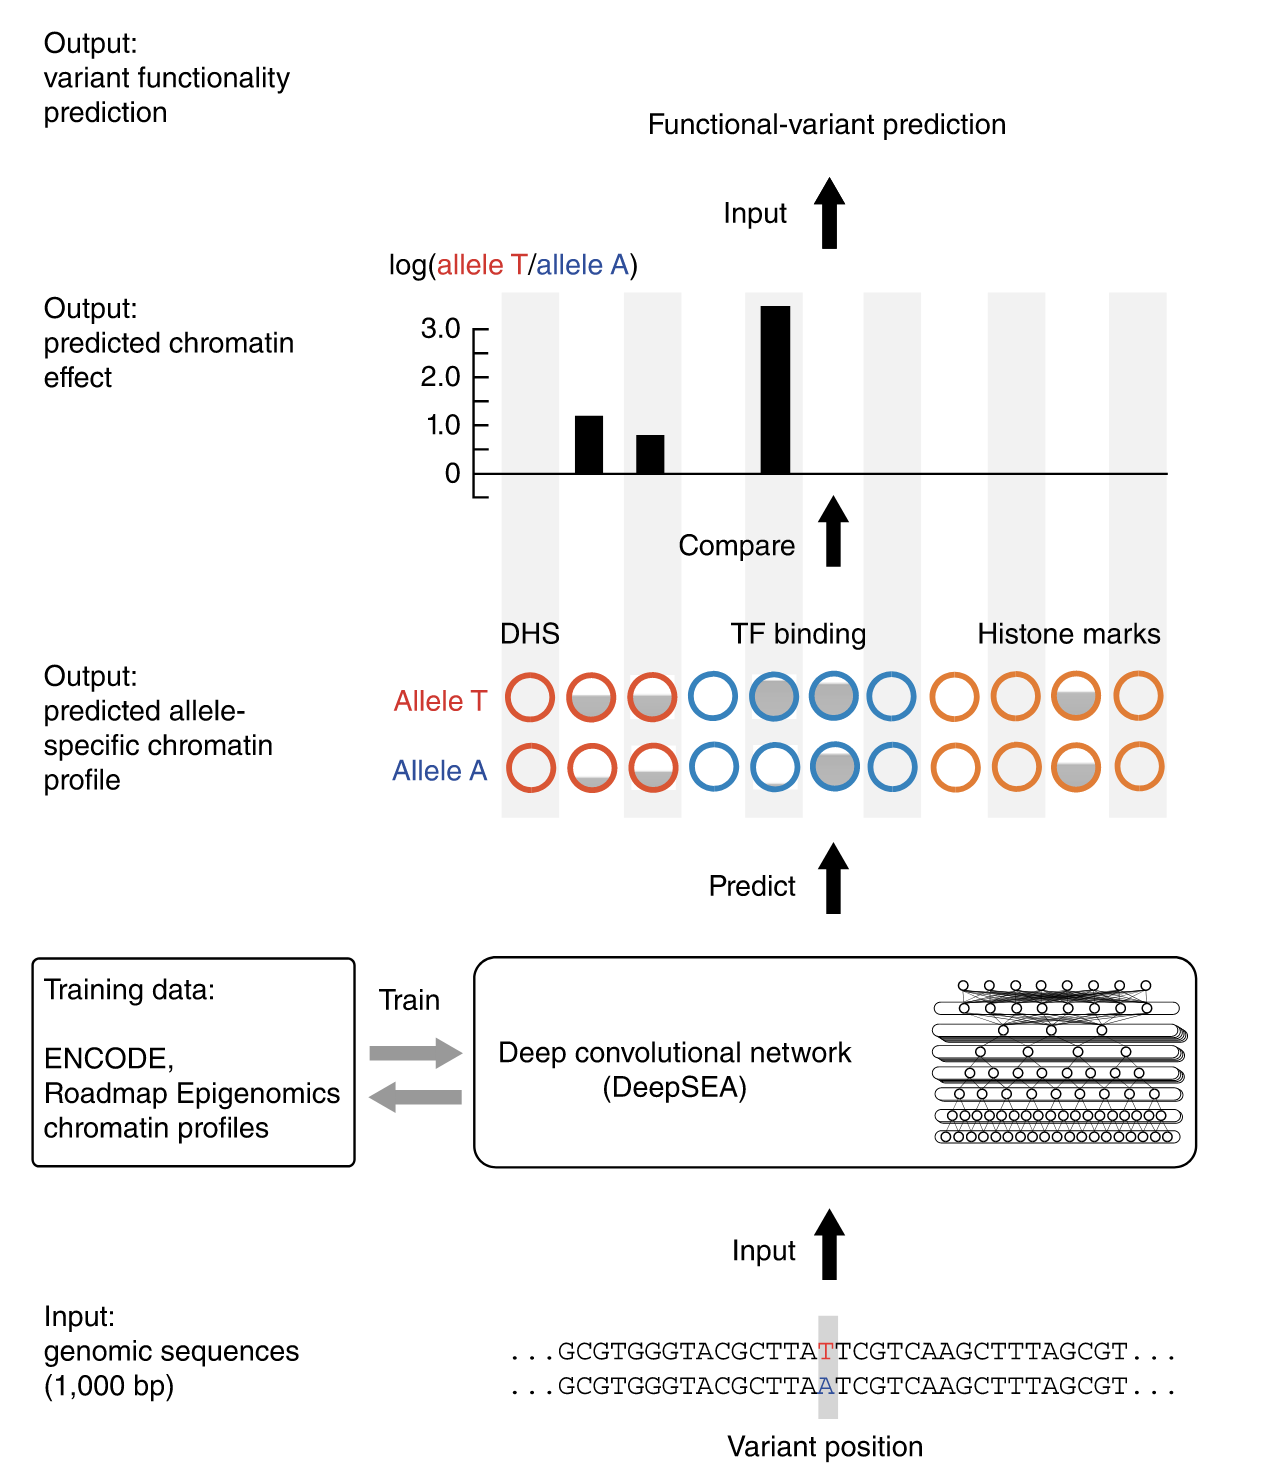 Output:
variant functionality
prediction
Functional-variant prediction
Input
log(allele T/allele A)
Output:
predicted chromatin
effect
3.0
2.0
1.0
0
Compare
DHS
TF binding
Histone marks
Output:
predicted allele-
specific chromatin
profile
Allele T
Allele A
Predict
Training data:
ENCODE,
Roadmap Epigenomics
chromatin profiles
Train
Deep convolutional network
(DeepSEA)
Input
Input:
genomic sequences
(1,000 bp)
...GCGTGGGTACGCTTATTCGTCAAGCTTTAGCGT...
...GCGTGGGTACGCTTAATCGTCAAGCTTTAGCGT...
Variant position